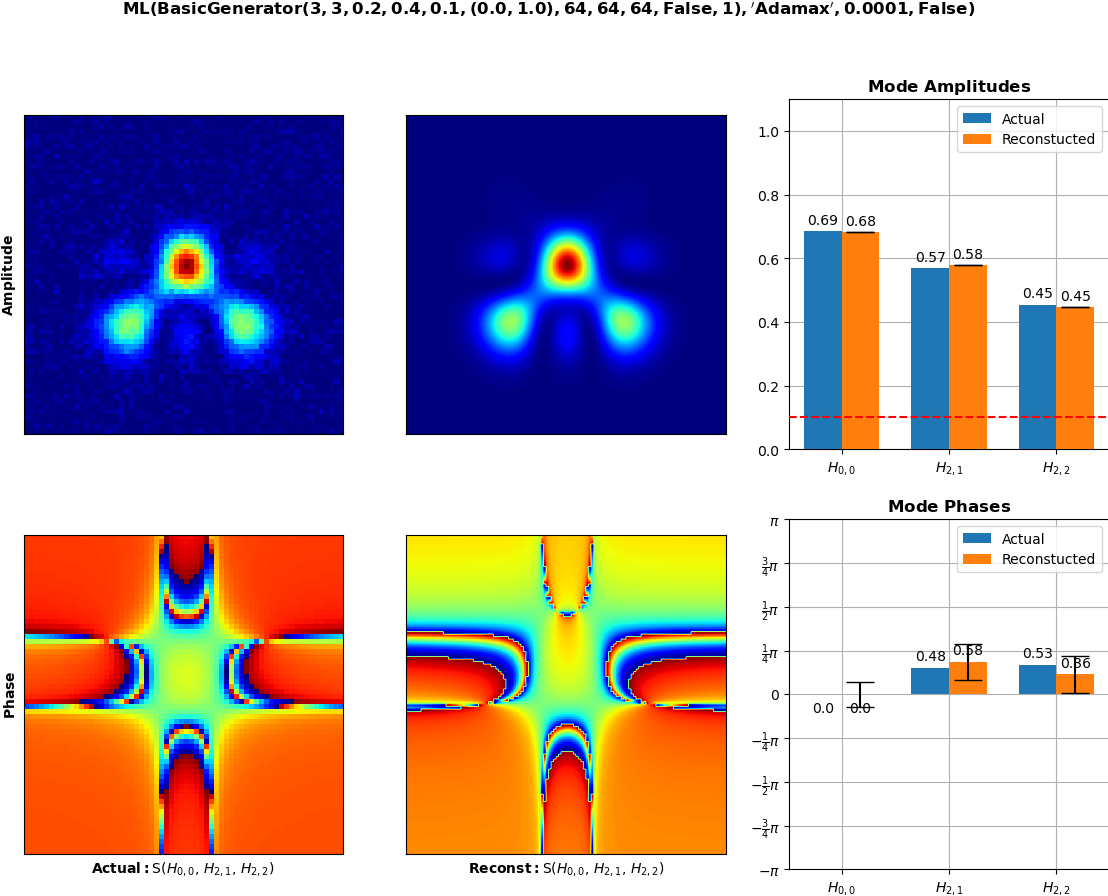 ML(BasicGenerator(3, 3, 0.2, 0.4, 0.1, (0.0, 1.0), 64, 64, 64, False, 1), 'Adamax', 0.0001, False)
Amplitude
Mode Amplitudes
Actual
Reconstucted
1.0
0.8
0.6
0.4
0.2
0.0
0.69
0.68
0.57
0.58
0.45
0.45
H0,0
H2,1
H2,2
Phase
Actual: S(H0,0, H2,1, H2,2)
Reconst: S(H0,0, H2,1, H2,2)
Mode Phases
Actual
Reconstucted
π
3/4π
1/2π
1/4π
0
−1/4π
−1/2π
−3/4π
−π
0.0
0.0
0.48
0.58
0.53
0.36
H0,0
H2,1
H2,2